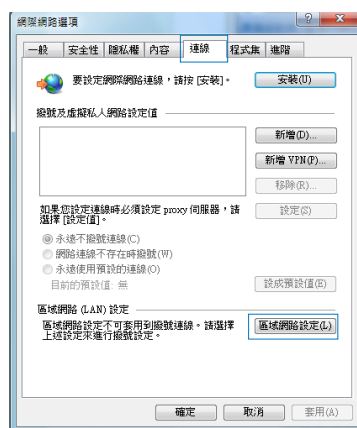 網際網路選項
一般 安全性 隱私權 內容 連線 程式集 進階
要設定網際網路連線，請按 [安裝]。 安裝(U)
撥號及虛擬私人網路設定值
新增(D)...
新增 VPN(P)...
移除(R)...
如果您設定連線時必須設定 proxy 伺服器，請
選擇 [設定值]。
設定(S)
永遠不撥號連線(C)
網路連線不存在時撥號(W)
永遠使用預設的連線(O)
目前的預設值: 無 設成預設值(E)
區域網路 (LAN) 設定
區域網路設定不可套用到撥號連線。請選擇
上述設定來進行撥號設定。
區域網路設定(L)
確定 取消 套用(A)